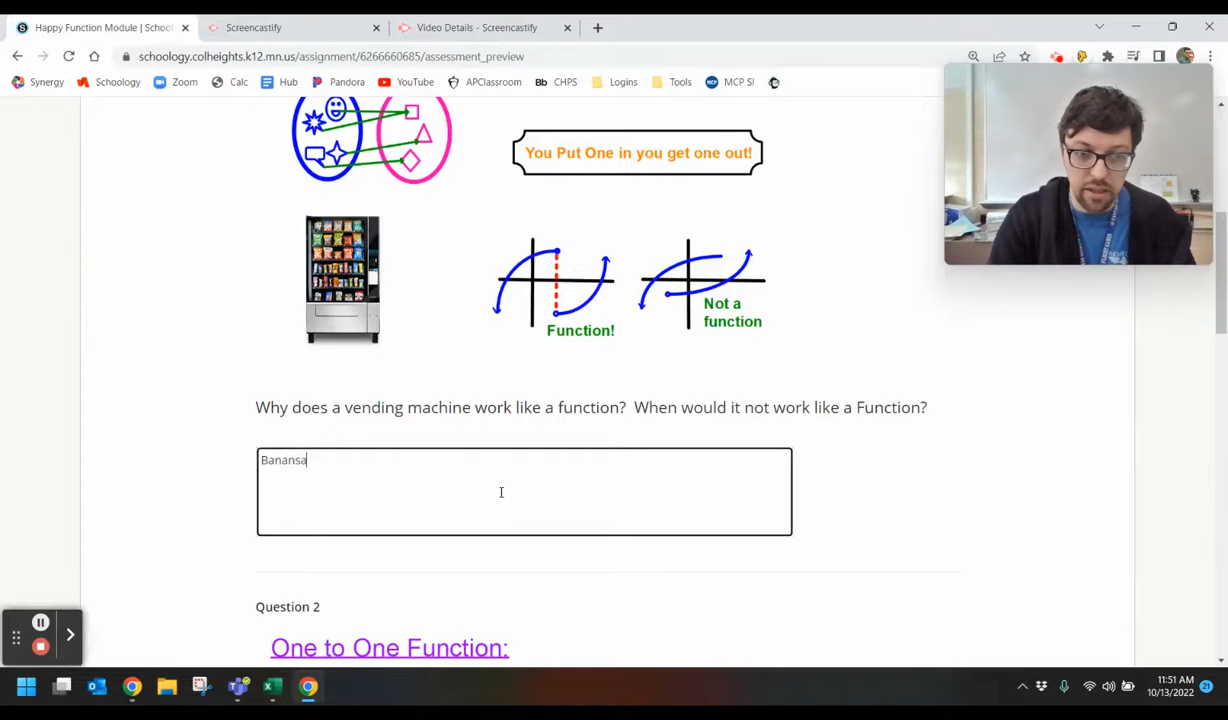 Happy Function Module | School
Screencastify
Video Details - Screencastify
schoology.colheights.k12.mn.us/assignment/6266660685/assessment_preview
Synergy
Schoology
Zoom
Calc
Hub
Pandora
YouTube
APClassroom
Bb CHPS
Logins
Tools
MCP SI
You Put One in you get one out!
Function!
Not a
function
Why does a vending machine work like a function? When would it not work like a Function?
Banansa
Question 2
One to One Function:
11:51 AM
10/13/2022
21